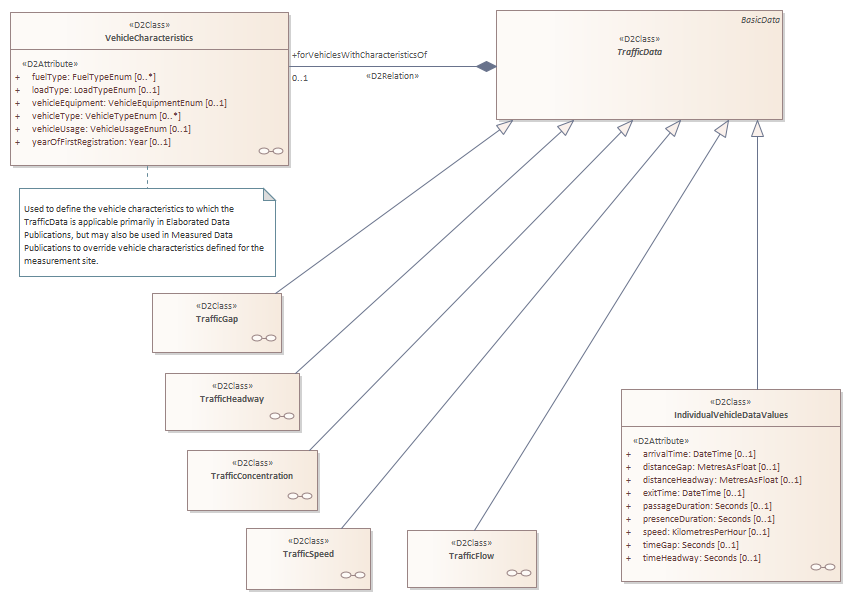 «D2Class»
VehicleCharacteristics
«D2Attribute»
+ fuelType: FuelTypeEnum [0..*]
+ loadType: LoadTypeEnum [0..1]
+ vehicleEquipment: VehicleEquipmentEnum [0..1]
+ vehicleType: VehicleTypeEnum [0..*]
+ vehicleUsage: VehicleUsageEnum [0..1]
+ yearOfFirstRegistration: Year [0..1]
+forVehiclesWithCharacteristicsOf
0..1
«D2Relation»
BasicData
«D2Class»
TrafficData
Used to define the vehicle characteristics to which the
TrafficData is applicable primarily in Elaborated Data
Publications, but may also be used in Measured Data
Publications to override vehicle characteristics defined for the
measurement site.
«D2Class»
TrafficGap
«D2Class»
TrafficHeadway
«D2Class»
TrafficConcentration
«D2Class»
TrafficSpeed
«D2Class»
TrafficFlow
«D2Class»
IndividualVehicleDataValues
«D2Attribute»
+ arrivalTime: DateTime [0..1]
+ distanceGap: MetresAsFloat [0..1]
+ distanceHeadway: MetresAsFloat [0..1]
+ exitTime: DateTime [0..1]
+ passageDuration: Seconds [0..1]
+ presenceDuration: Seconds [0..1]
+ speed: KilometresPerHour [0..1]
+ timeGap: Seconds [0..1]
+ timeHeadway: Seconds [0..1]